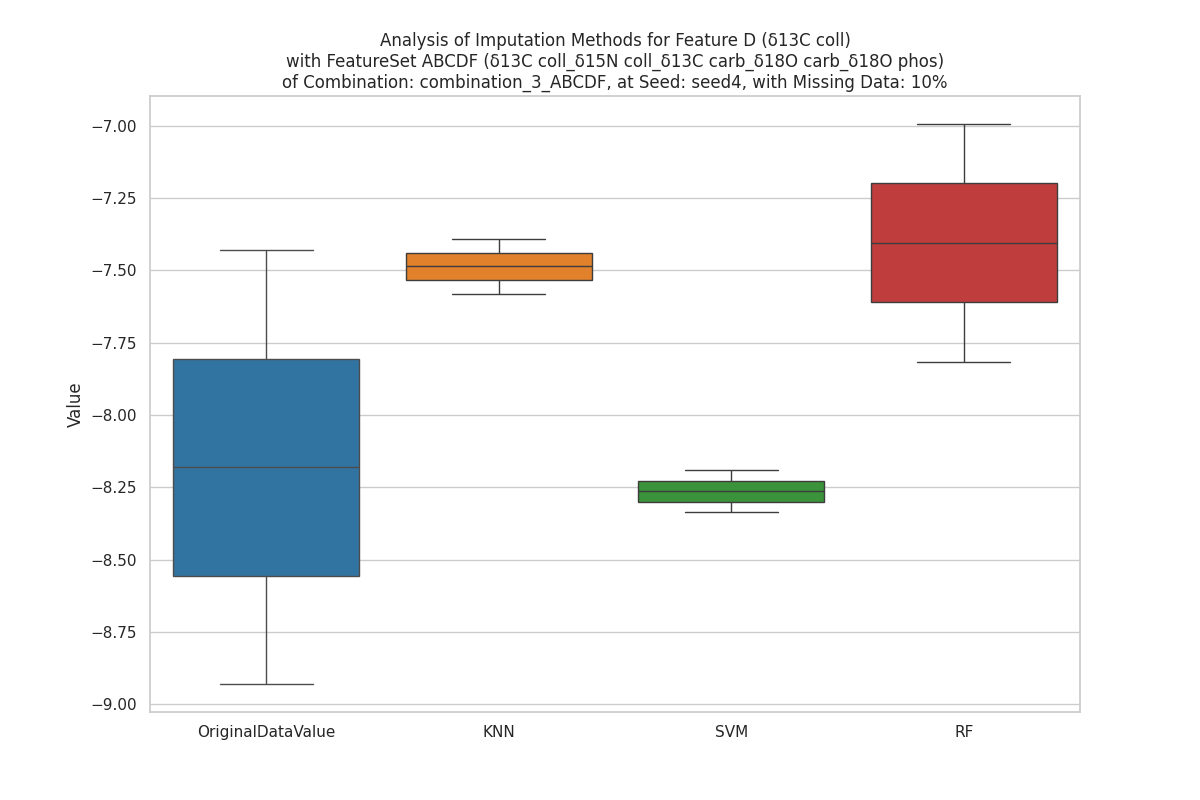 Analysis of Imputation Methods for Feature D (δ13C coll)
with FeatureSet ABCDF (δ13C coll_δ15N coll_δ13C carb_δ18O carb_δ18O phos)
of Combination: combination_3_ABCDF, at Seed: seed4, with Missing Data: 10%
−7.00
−7.25
−7.50
−7.75
−8.00
−8.25
−8.50
−8.75
−9.00
Value
OriginalDataValue KNN SVM RF